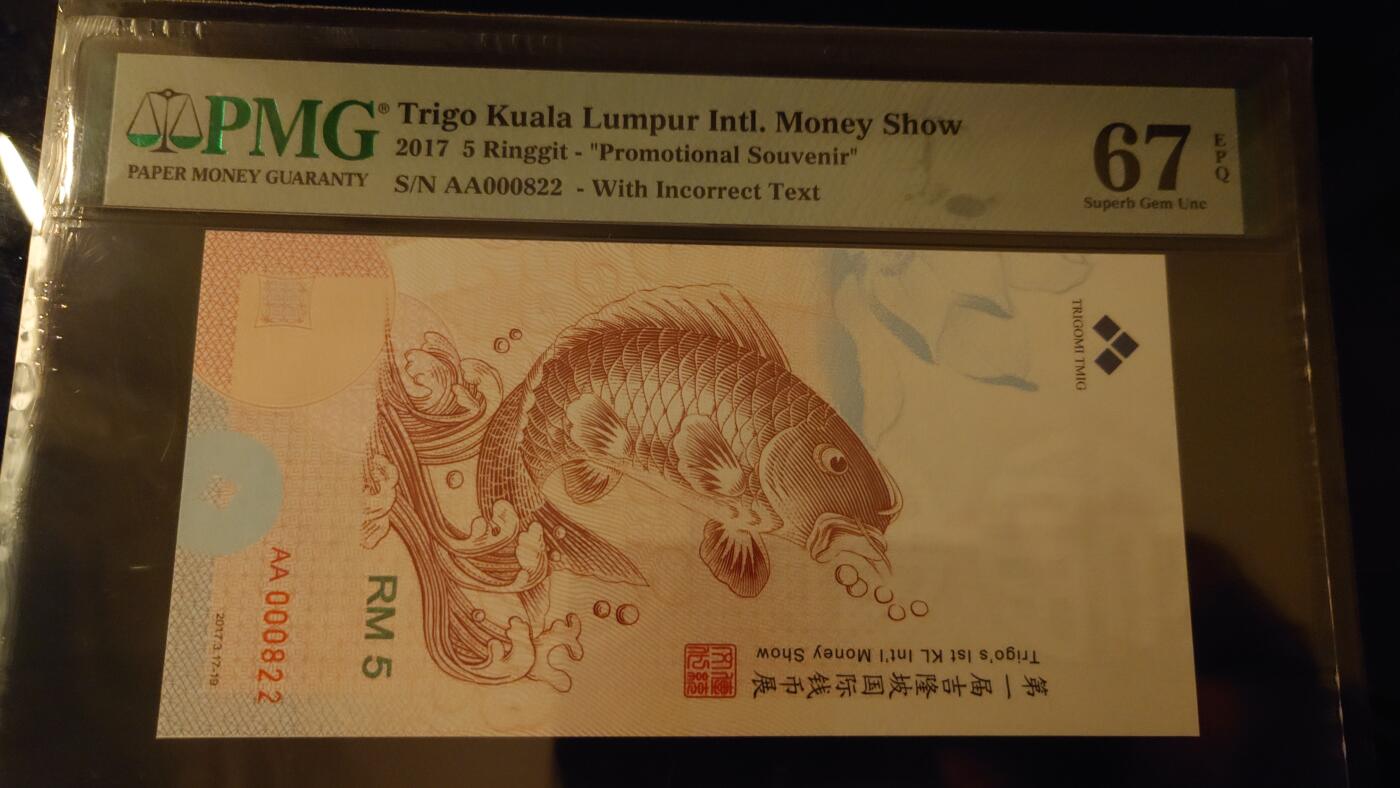 PMG®
PAPER MONEY GUARANTY
Trigo Kuala Lumpur Intl. Money Show
2017 5 Ringgit - "Promotional Souvenir"
S/N AA000822 - With Incorrect Text
67
EPQ
Superb Gem Unc
TRIGOMI TMIG
AA 000822
2017.3.17-19
RM 5
Trigo's Ist KL Int'l Money Show
第一届吉隆坡国际钱币展